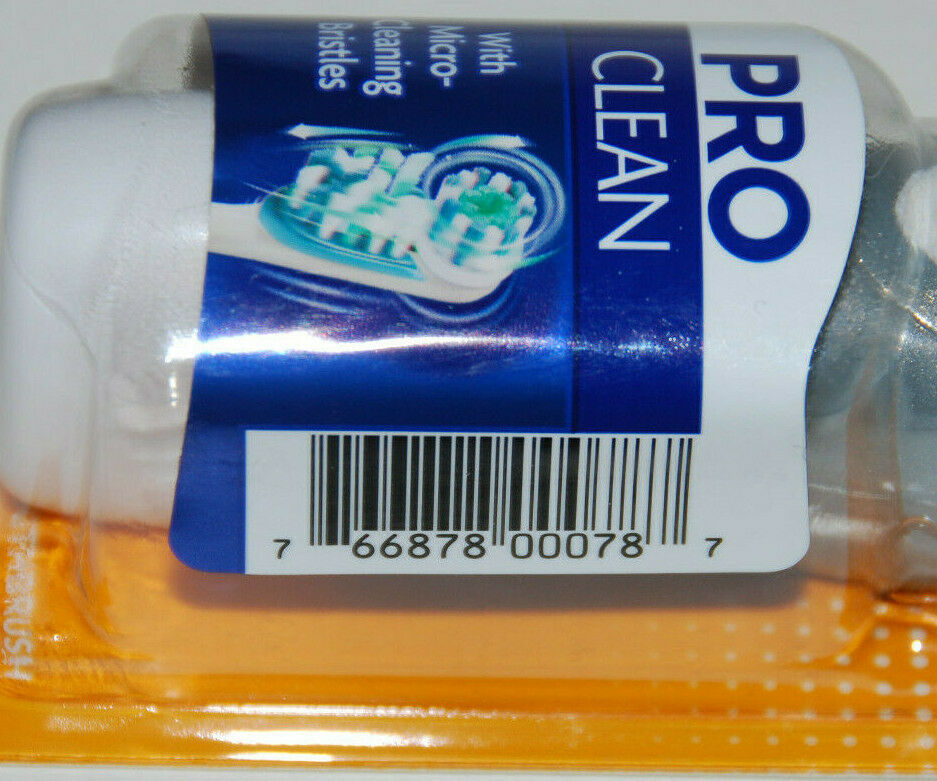 PRO
CLEAN
With
Micro-
Cleaning
Bristles
7 66878 00078 7